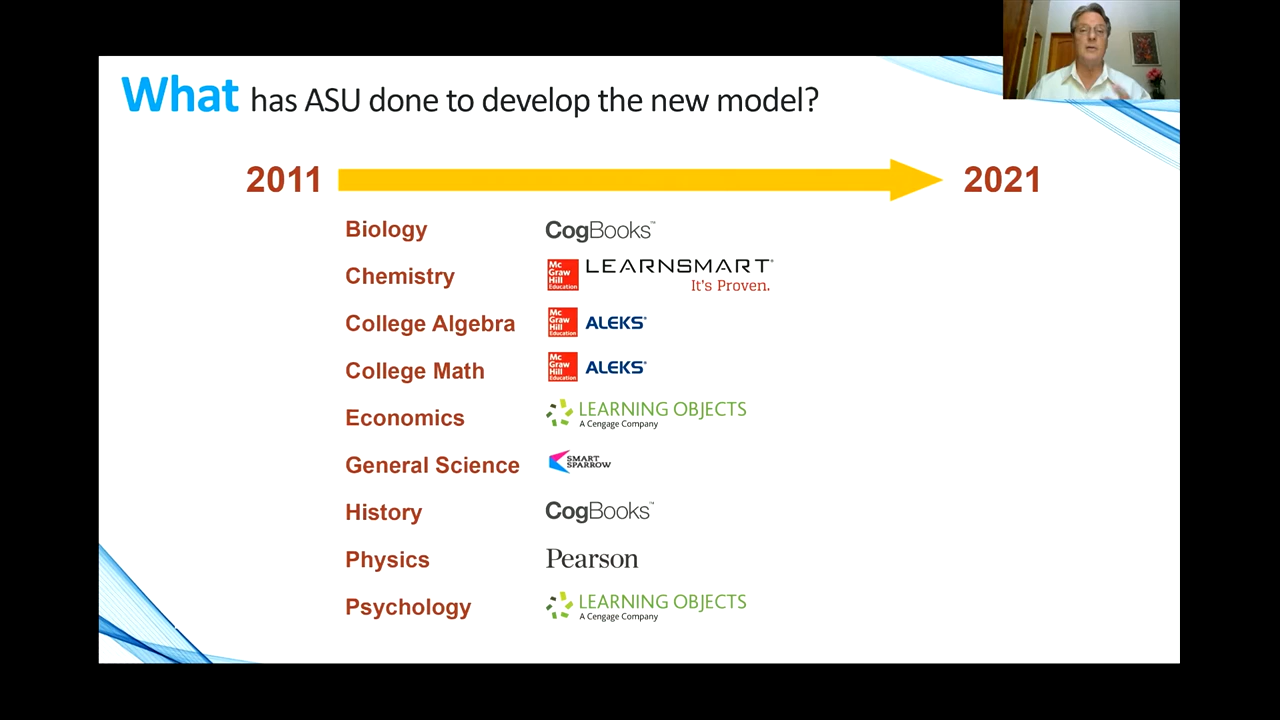 What has ASU done to develop the new model?
2011 2021
Biology CogBooks™
Chemistry Mc Graw Hill Education LEARNSMART® It's Proven.
College Algebra Mc Graw Hill Education ALEKS®
College Math Mc Graw Hill Education ALEKS®
Economics LEARNING OBJECTS A Cengage Company
General Science SMART SPARROW
History CogBooks™
Physics Pearson
Psychology LEARNING OBJECTS A Cengage Company